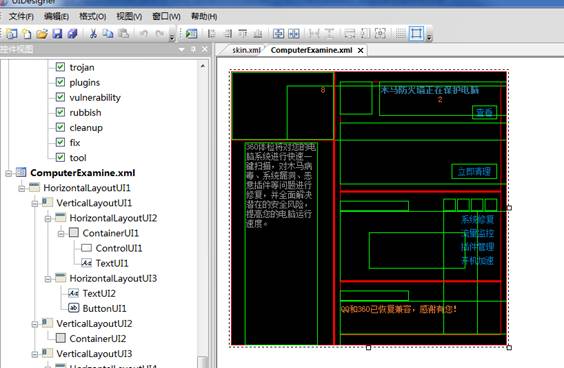 UIDesigner
文件(F) 编辑(E) 格式(O) 视图(V) 窗口(W) 帮助(H)
控件视图
trojan
plugins
vulnerability
rubbish
cleanup
fix
tool
ComputerExamine.xml
HorizontalLayoutUI1
VerticalLayoutUI1
HorizontalLayoutUI2
ContainerUI1
ControlUI1
TextUI1
HorizontalLayoutUI3
TextUI2
ButtonUI1
VerticalLayoutUI2
ContainerUI2
VerticalLayoutUI3
skin.xml ComputerExamine.xml
8
木马防火墙正在保护电脑
2
查看
360体检将对您的电
脑系统进行快速一
键扫描，对木马病
毒、系统漏洞、恶
意插件等问题进行
修复，并全面解决
潜在的安全风险，
提高您的电脑运行
速度。
立即清理
系统修复
流量监控
插件管理
开机加速
QQ和360已恢复兼容，感谢有您！